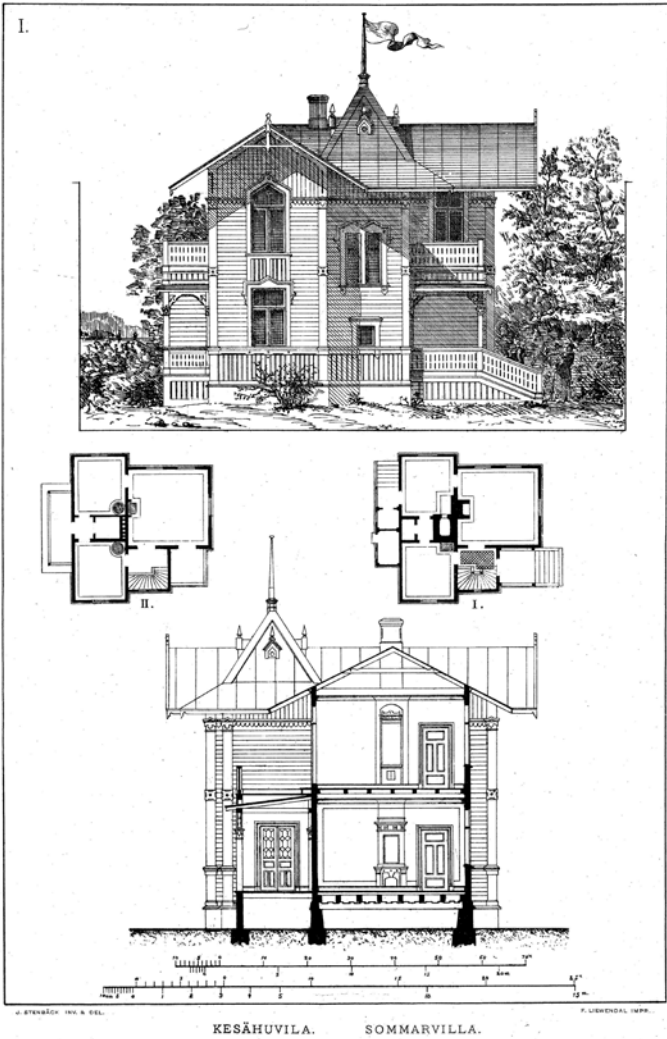 I.
II.
I.
J. STENBÄCK INV. & DEL.
F. LIEWENDAL IMPR.
KESÄHUVILA. SOMMARVILLA.